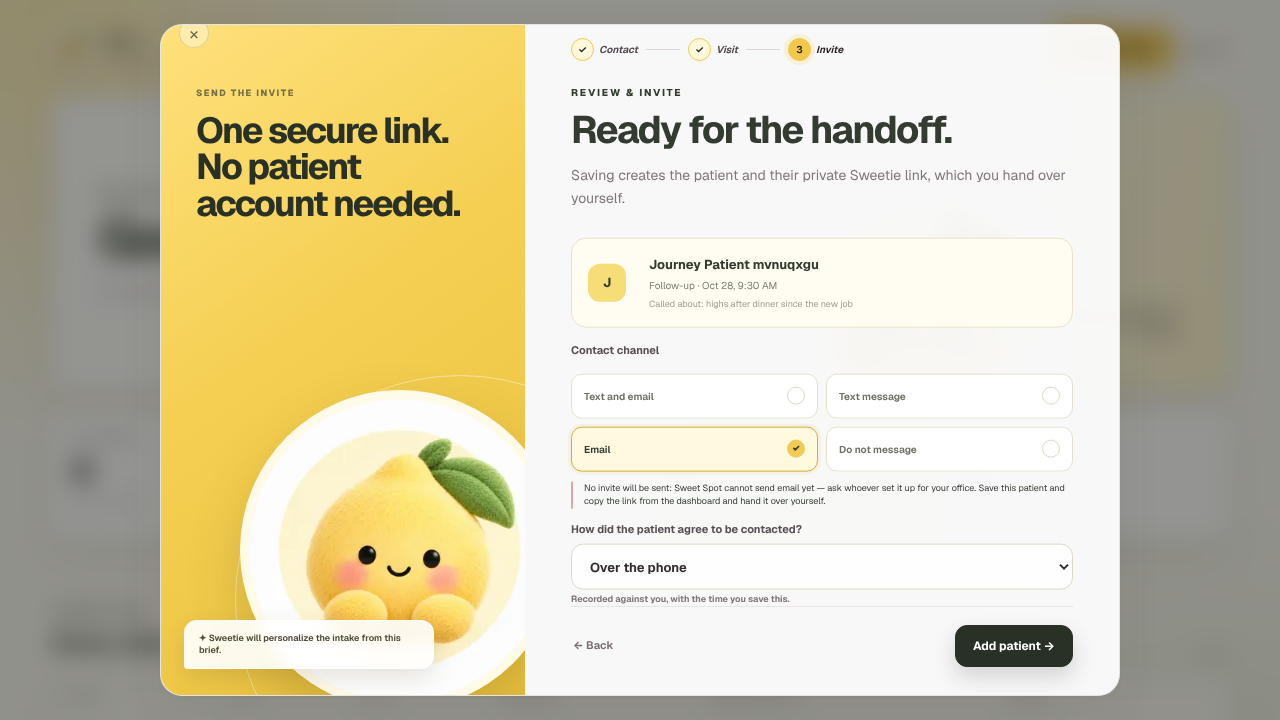 SEND THE INVITE
One secure link.
No patient
account needed.
✦ Sweetie will personalize the intake from this
brief.
Contact
Visit
3 Invite
REVIEW & INVITE
Ready for the handoff.
Saving creates the patient and their private Sweetie link, which you hand over
yourself.
J
Journey Patient mvnuqxgu
Follow-up · Oct 28, 9:30 AM
Called about: highs after dinner since the new job
Contact channel
Text and email
Text message
Email
Do not message
No invite will be sent: Sweet Spot cannot send email yet — ask whoever set it up for your office. Save this patient and
copy the link from the dashboard and hand it over yourself.
How did the patient agree to be contacted?
Over the phone
Recorded against you, with the time you save this.
← Back
Add patient →